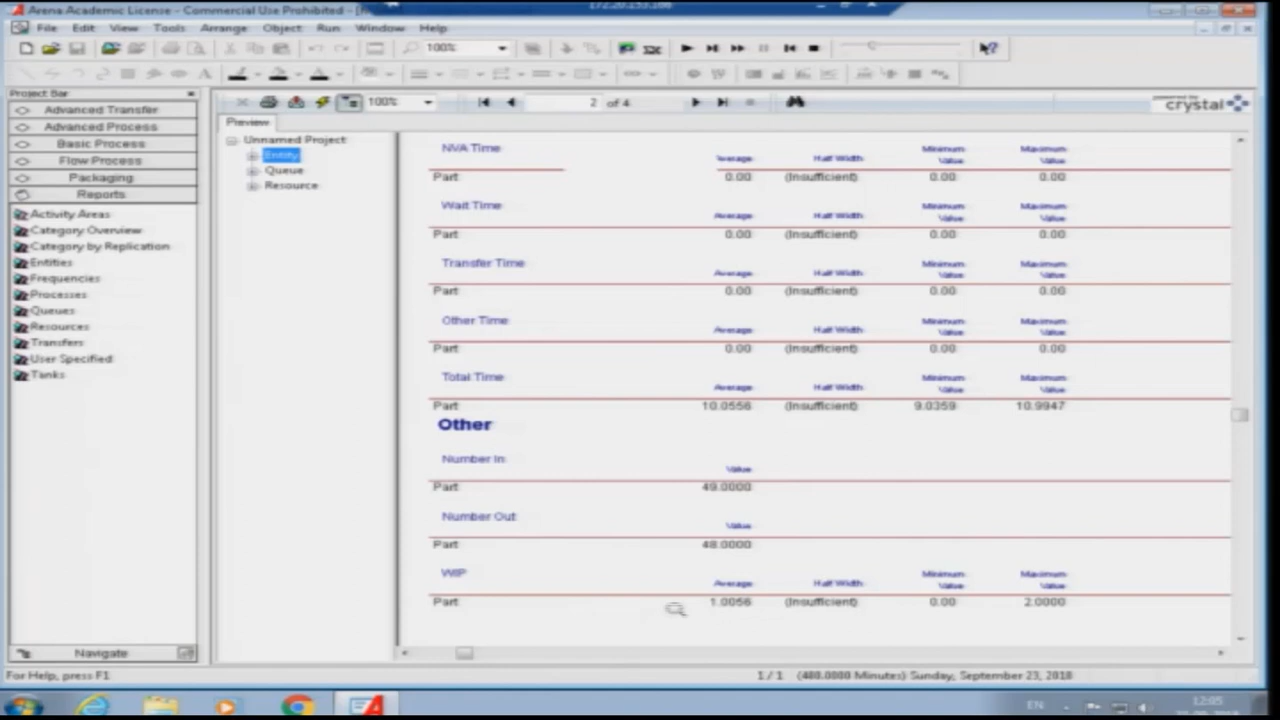 Arena Academic License - Commercial Use Prohibited -
172.20.155.166
File Edit View Tools Arrange Object Run Window Help
100%
Project Bar
Advanced Transfer
Advanced Process
Basic Process
Flow Process
Packaging
Reports
Activity Areas
Category Overview
Category by Replication
Entities
Frequencies
Processes
Queues
Resources
Transfers
User Specified
Tanks
Navigate
100%
2 of 4
powered by
crystal
Preview
Unnamed Project
Entity
Queue
Resource
NVA Time
Average Half Width Minimum Value Maximum Value
Part 0.00 (Insufficient) 0.00 0.00
Wait Time
Average Half Width Minimum Value Maximum Value
Part 0.00 (Insufficient) 0.00 0.00
Transfer Time
Average Half Width Minimum Value Maximum Value
Part 0.00 (Insufficient) 0.00 0.00
Other Time
Average Half Width Minimum Value Maximum Value
Part 0.00 (Insufficient) 0.00 0.00
Total Time
Average Half Width Minimum Value Maximum Value
Part 10.0556 (Insufficient) 9.0359 10.9947
Other
Number In
Value
Part 49.0000
Number Out
Value
Part 48.0000
WIP
Average Half Width Minimum Value Maximum Value
Part 1.0056 (Insufficient) 0.00 2.0000
For Help, press F1
1 / 1 (480.0000 Minutes) Sunday, September 23, 2018
EN
12:05